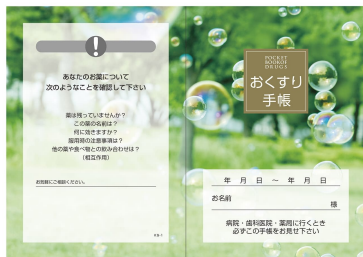 !
あなたのお薬について
次のようなことを確認して下さい
薬は残っていませんか？
この薬の名前は？
何に効きますか？
服用時の注意事項は？
他の薬や食べ物との飲み合わせは？
（相互作用）
お気軽にご相談ください。
POCKET
BOOK OF
DRUGS
おくすり
手帳
年 月 日 ～ 年 月 日
お名前
様
病院・歯科医院・薬局に行くとき
必ずこの手帳をお見せ下さい